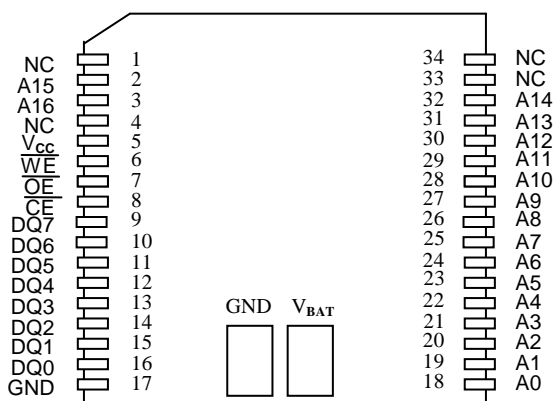 NC 1 34 NC
A15 2 33 NC
A16 3 32 A14
NC 4 31 A13
VCC 5 30 A12
WE 6 29 A11
OE 7 28 A10
CE 8 27 A9
DQ7 9 26 A8
DQ6 10 25 A7
DQ5 11 24 A6
DQ4 12 23 A5
DQ3 13 22 A4
DQ2 14 21 A3
DQ1 15 20 A2
DQ0 16 19 A1
GND 17 18 A0
GND VBAT